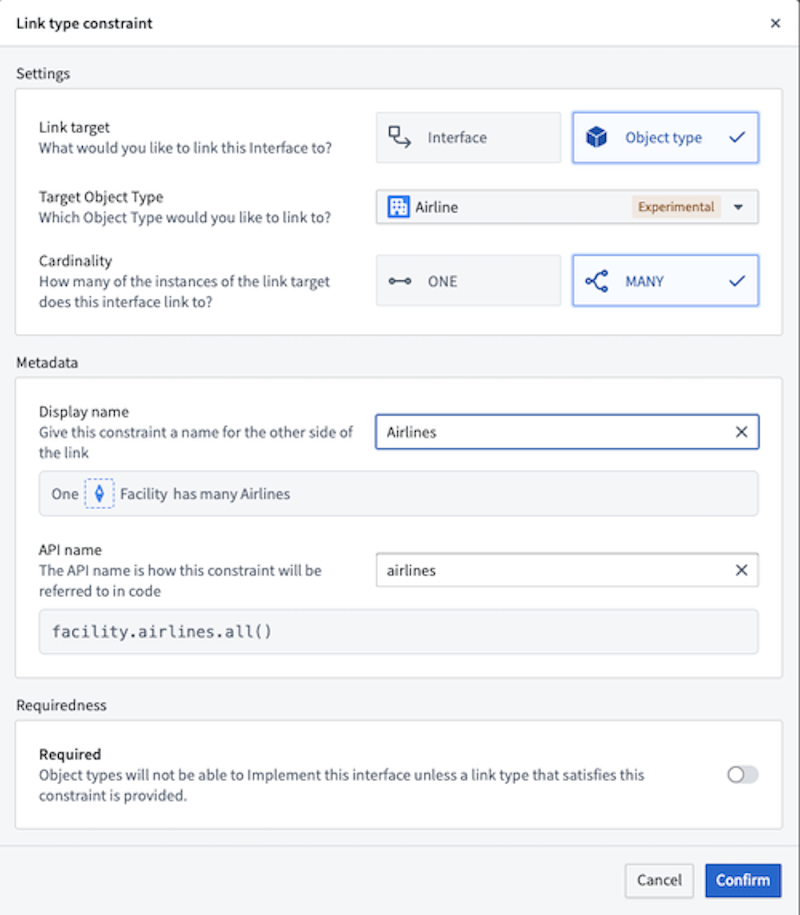 Link type constraint
Settings
Link target
What would you like to link this Interface to?
Interface
Object type
Target Object Type
Which Object Type would you like to link to?
Airline
Experimental
Cardinality
How many of the instances of the link target
does this interface link to?
ONE
MANY
Metadata
Display name
Give this constraint a name for the other side of
the link
Airlines
One Facility has many Airlines
API name
The API name is how this constraint will be
referred to in code
airlines
facility.airlines.all()
Requiredness
Required
Object types will not be able to Implement this interface unless a link type that satisfies this
constraint is provided.
Cancel
Confirm